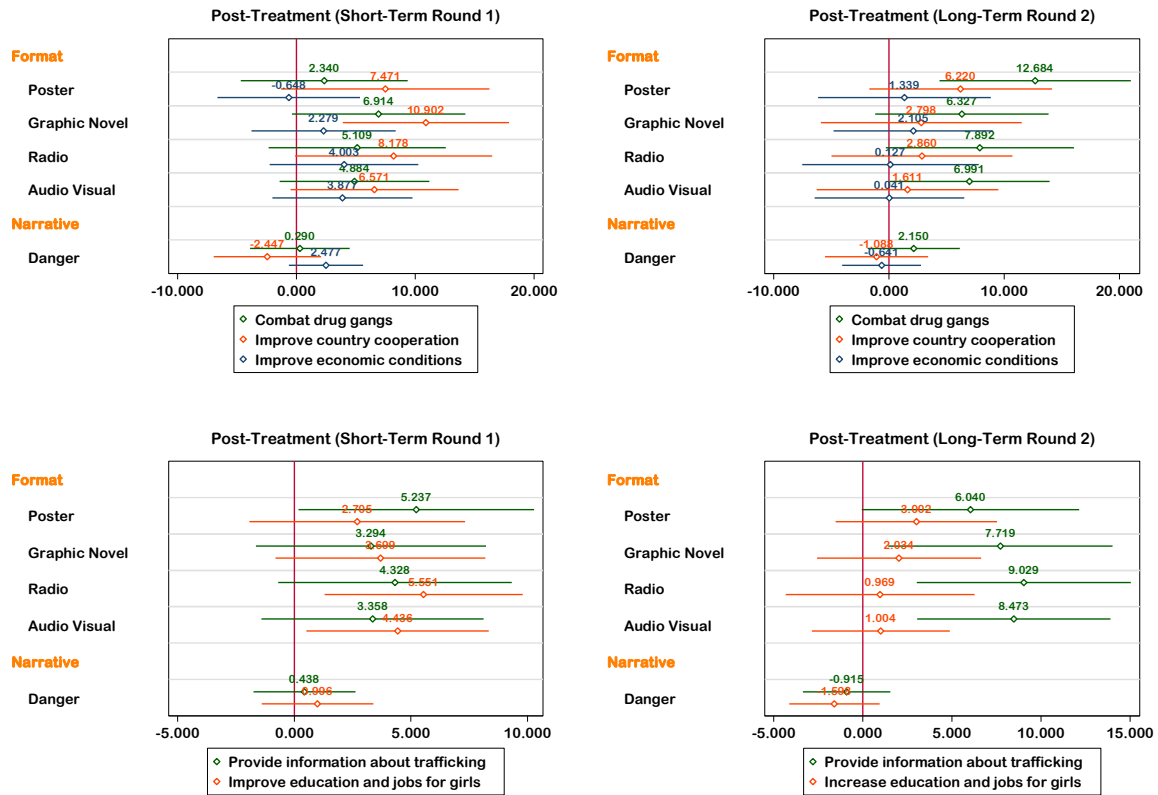 Post-Treatment (Short-Term Round 1)
Format
2.340
7.471
Poster
-0.648
6.914
10.902
Graphic Novel
2.279
5.109
8.178
Radio
4.003
4.884
6.571
Audio Visual
3.877
Narrative
0.290
-2.447
Danger
2.477
-10.000 0.000 10.000 20.000
Combat drug gangs
Improve country cooperation
Improve economic conditions
Post-Treatment (Long-Term Round 2)
Format
12.684
6.220
Poster
1.339
6.327
2.798
Graphic Novel
2.105
7.892
2.860
Radio
0.127
6.991
1.611
Audio Visual
0.041
Narrative
2.150
-1.088
Danger
-0.641
-10.000 0.000 10.000 20.000
Combat drug gangs
Improve country cooperation
Improve economic conditions
Post-Treatment (Short-Term Round 1)
Format
5.237
Poster
2.705
3.294
Graphic Novel
3.699
4.328
Radio
5.551
3.358
Audio Visual
4.436
Narrative
0.438
Danger
0.996
-5.000 0.000 5.000 10.000
Provide information about trafficking
Improve education and jobs for girls
Post-Treatment (Long-Term Round 2)
Format
6.040
Poster
3.002
7.719
Graphic Novel
2.034
9.029
Radio
0.969
8.473
Audio Visual
1.004
Narrative
-0.915
Danger
-5.000 0.000 5.000 10.000 15.000
Provide information about trafficking
Increase education and jobs for girls